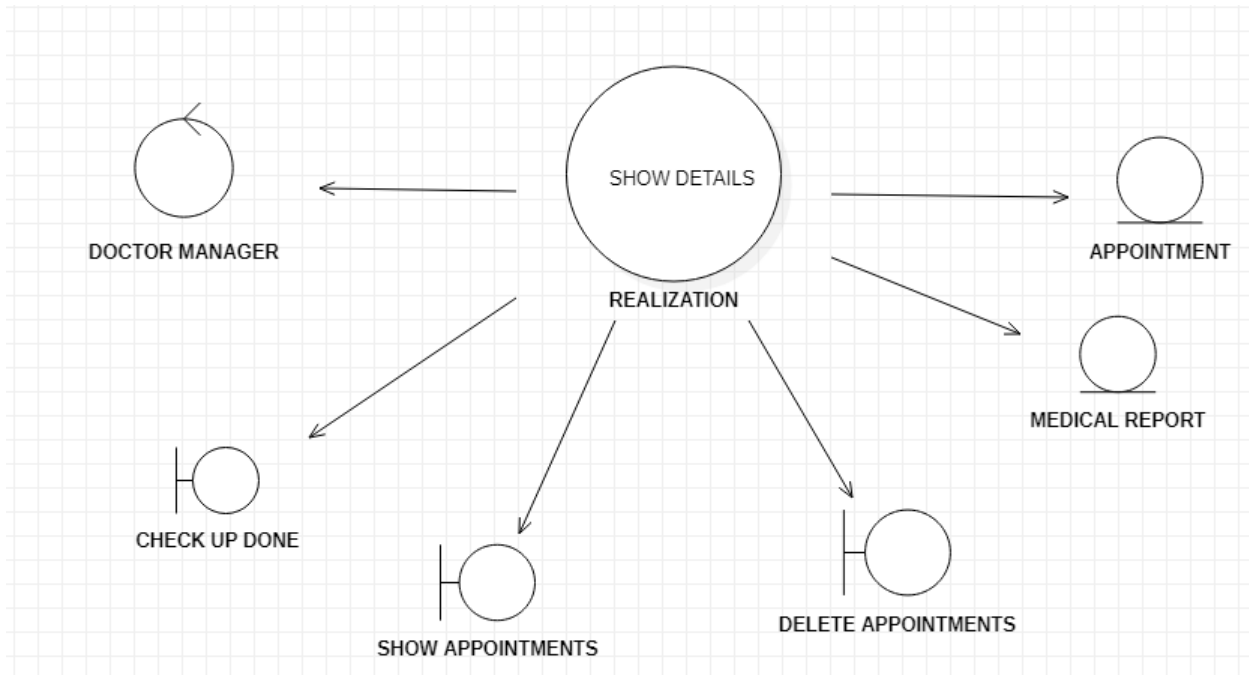 SHOW DETAILS
DOCTOR MANAGER
APPOINTMENT
REALIZATION
MEDICAL REPORT
CHECK UP DONE
DELETE APPOINTMENTS
SHOW APPOINTMENTS